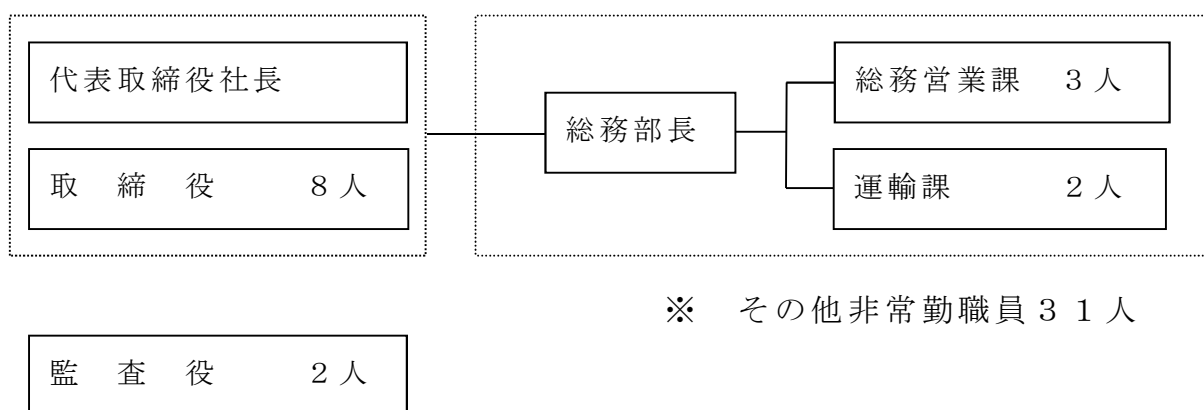 代表取締役社長
取　締　役　　８人
総務部長
総務営業課　３人
運輸課　　　２人
※　その他非常勤職員３１人
監　査　役　　２人